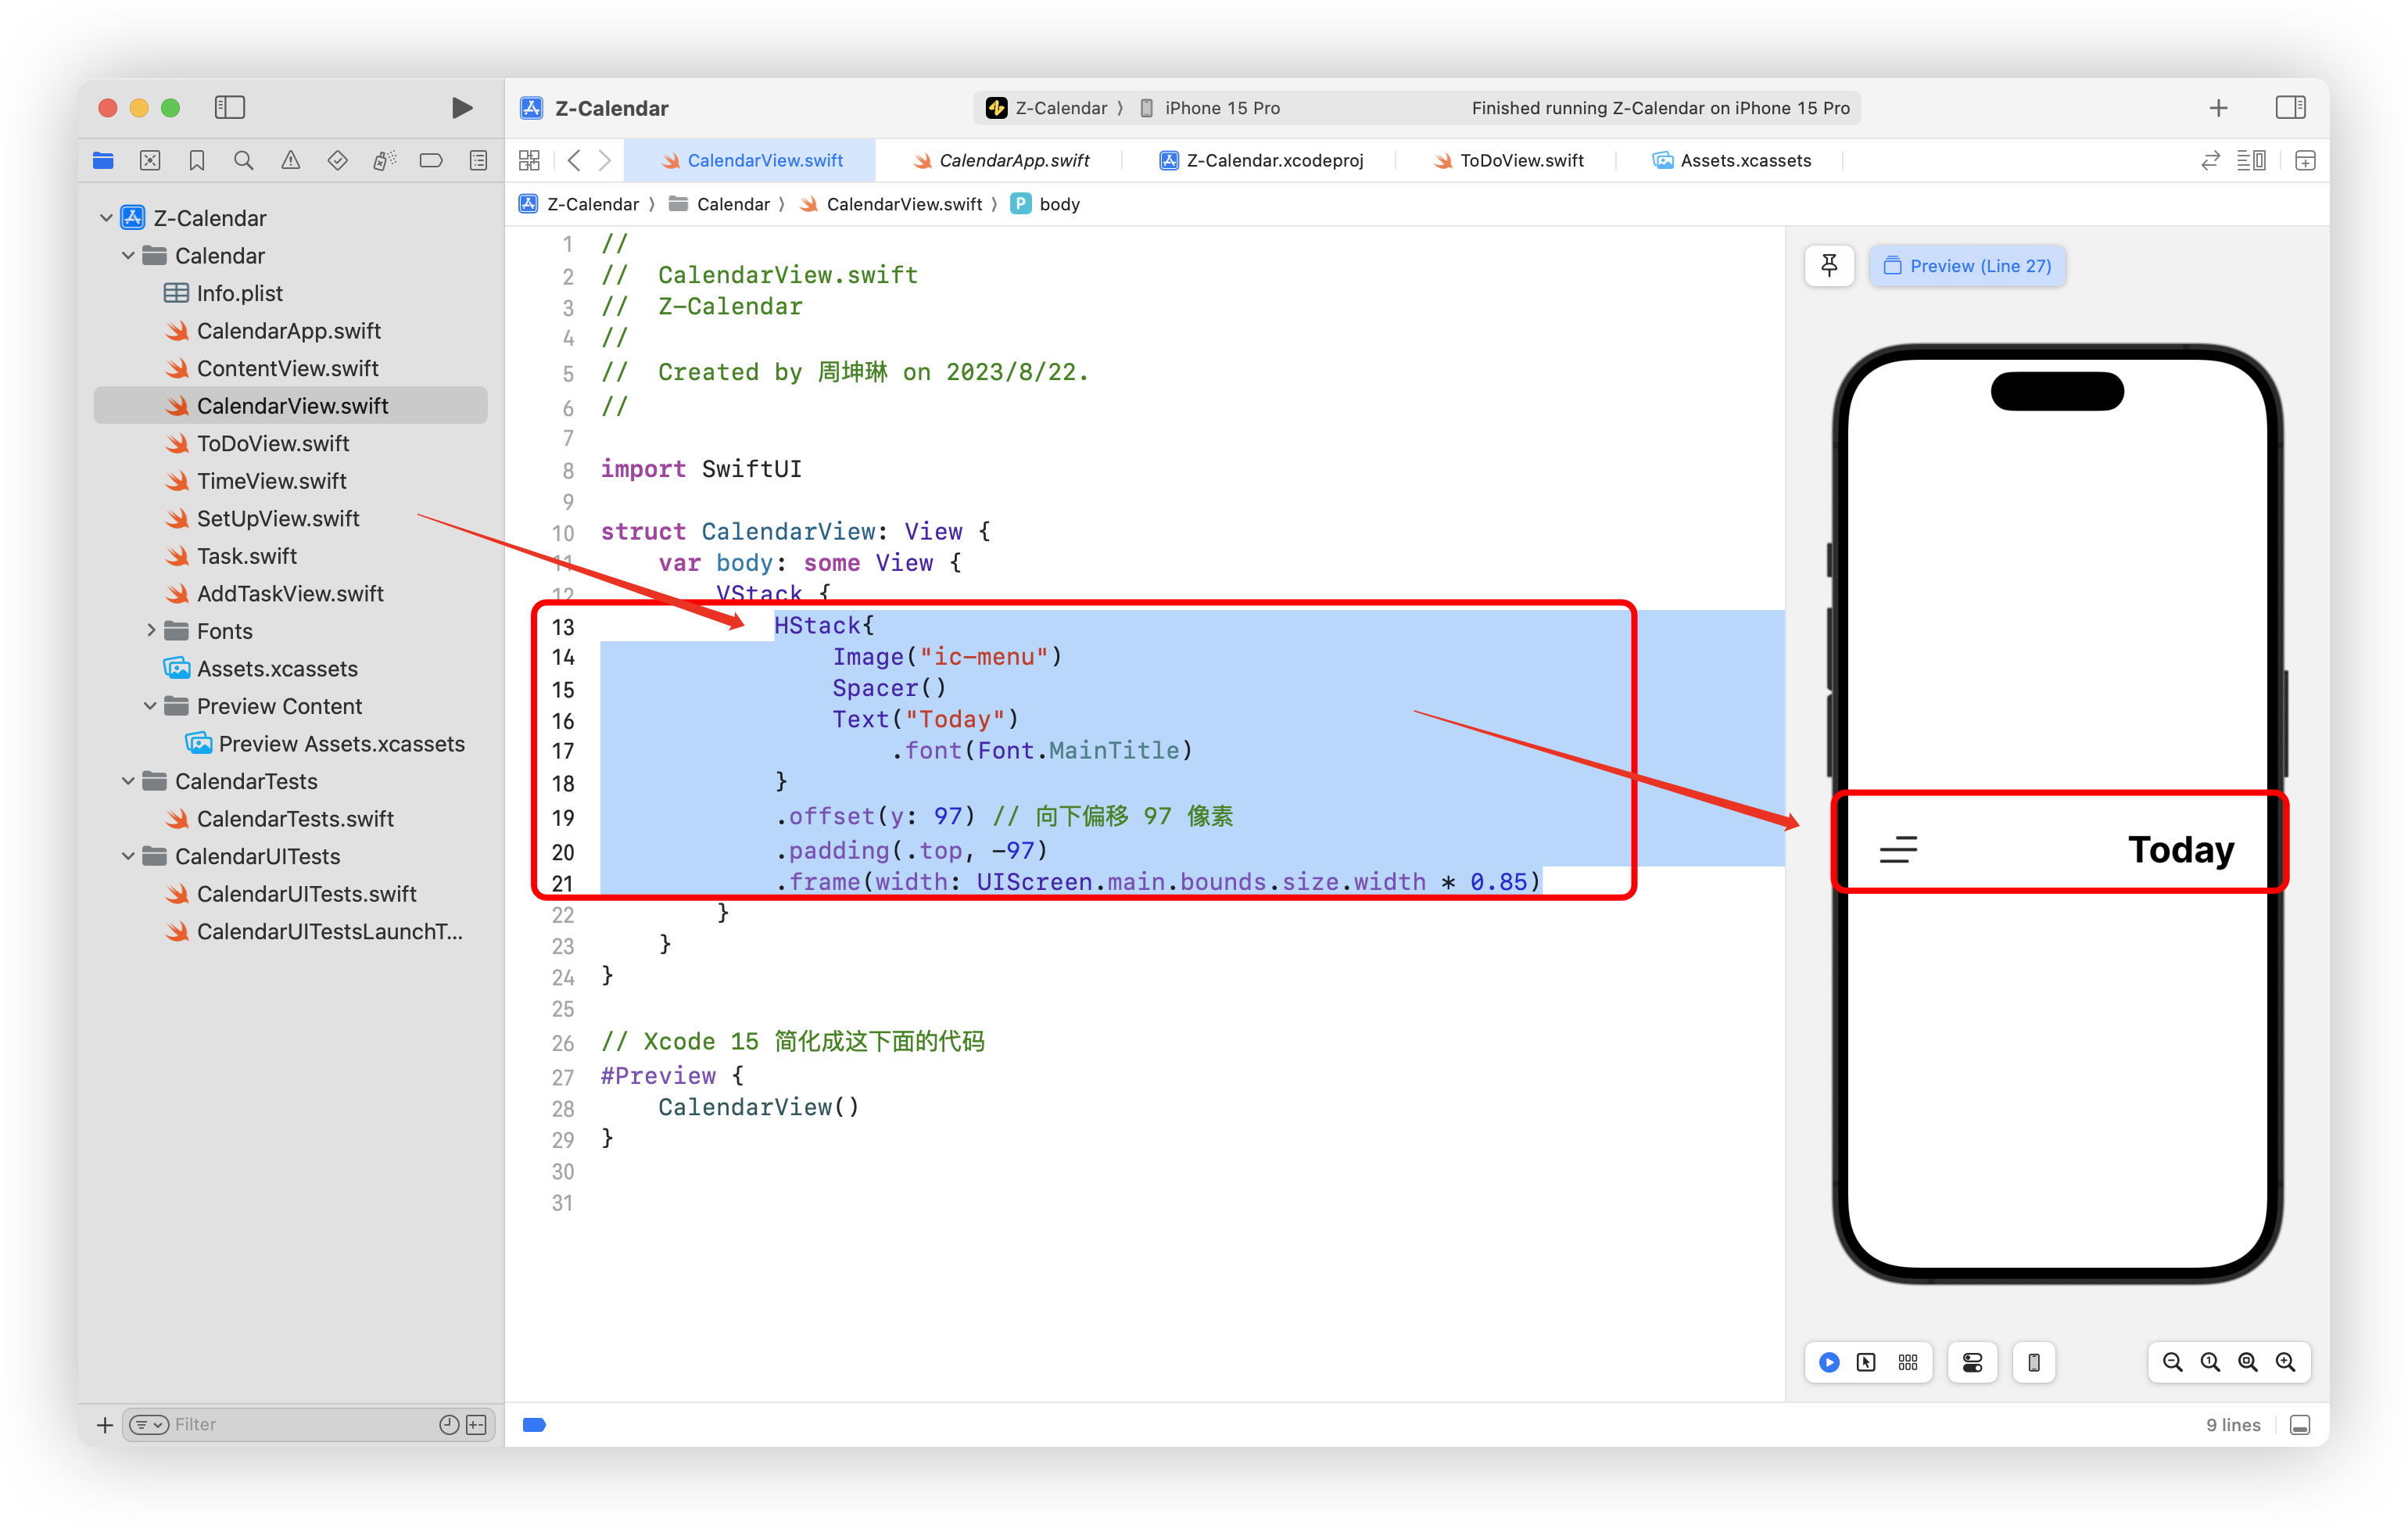 Z-Calendar
Z-Calendar 〉 iPhone 15 Pro
Finished running Z-Calendar on iPhone 15 Pro
CalendarView.swift
CalendarApp.swift
Z-Calendar.xcodeproj
ToDoView.swift
Assets.xcassets
Z-Calendar 〉 Calendar 〉 CalendarView.swift 〉 P body
Z-Calendar
Calendar
Info.plist
CalendarApp.swift
ContentView.swift
CalendarView.swift
ToDoView.swift
TimeView.swift
SetUpView.swift
Task.swift
AddTaskView.swift
Fonts
Assets.xcassets
Preview Content
Preview Assets.xcassets
CalendarTests
CalendarTests.swift
CalendarUITests
CalendarUITests.swift
CalendarUITestsLaunchT...
Filter
1 //
2 //  CalendarView.swift
3 //  Z-Calendar
4 //
5 //  Created by 周坤琳 on 2023/8/22.
6 //
7
8 import SwiftUI
9
10 struct CalendarView: View {
11     var body: some View {
12         VStack {
13             HStack{
14                 Image("ic-menu")
15                 Spacer()
16                 Text("Today")
17                     .font(Font.MainTitle)
18             }
19             .offset(y: 97) // 向下偏移 97 像素
20             .padding(.top, -97)
21             .frame(width: UIScreen.main.bounds.size.width * 0.85)
22         }
23     }
24 }
25
26 // Xcode 15 简化成这下面的代码
27 #Preview {
28     CalendarView()
29 }
30
31
Preview (Line 27)
Today
9 lines